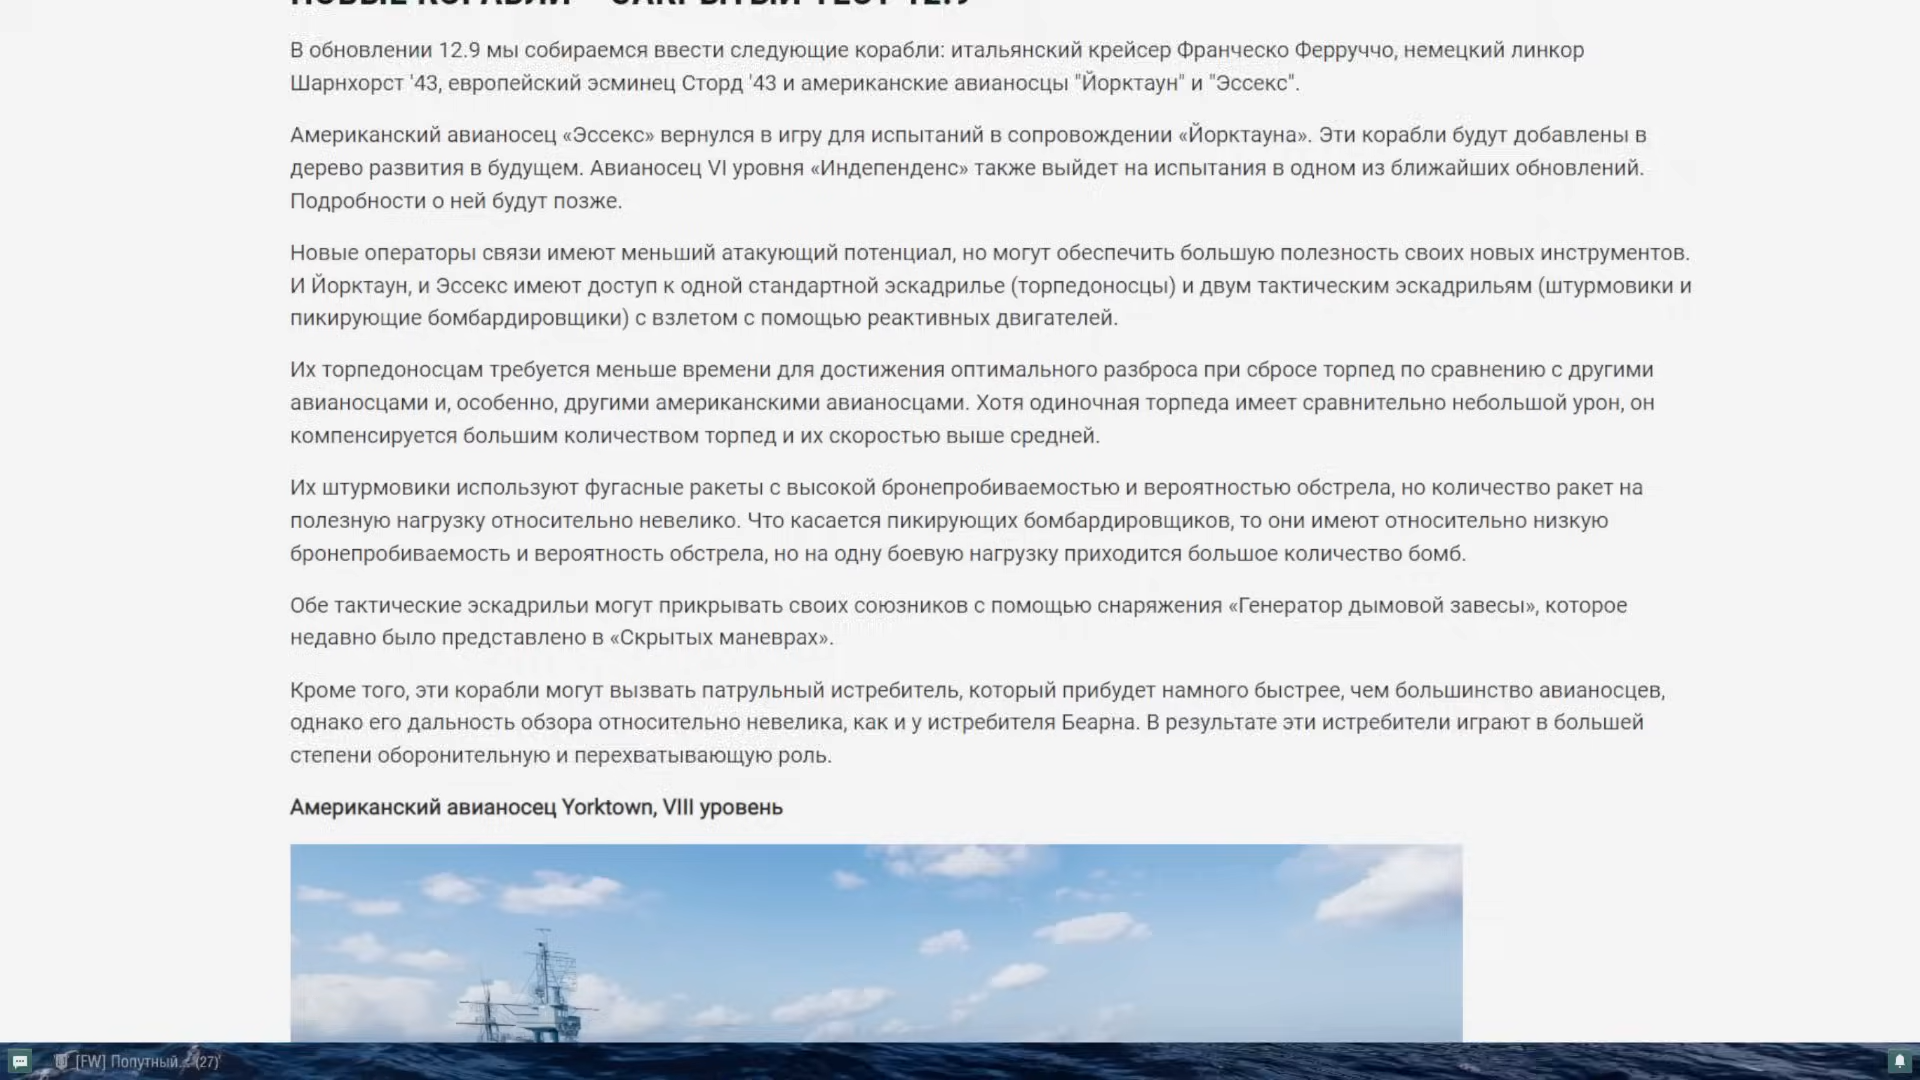 НОВЫЕ КОРАБЛИ – ЗАКРЫТЫЙ ТЕСТ 12.9
В обновлении 12.9 мы собираемся ввести следующие корабли: итальянский крейсер Франческо Ферруччо, немецкий линкор
Шарнхорст '43, европейский эсминец Сторд '43 и американские авианосцы "Йорктаун" и "Эссекс".
Американский авианосец «Эссекс» вернулся в игру для испытаний в сопровождении «Йорктауна». Эти корабли будут добавлены в
дерево развития в будущем. Авианосец VI уровня «Индепенденс» также выйдет на испытания в одном из ближайших обновлений.
Подробности о ней будут позже.
Новые операторы связи имеют меньший атакующий потенциал, но могут обеспечить большую полезность своих новых инструментов.
И Йорктаун, и Эссекс имеют доступ к одной стандартной эскадрилье (торпедоносцы) и двум тактическим эскадрильям (штурмовики и
пикирующие бомбардировщики) с взлетом с помощью реактивных двигателей.
Их торпедоносцам требуется меньше времени для достижения оптимального разброса при сбросе торпед по сравнению с другими
авианосцами и, особенно, другими американскими авианосцами. Хотя одиночная торпеда имеет сравнительно небольшой урон, он
компенсируется большим количеством торпед и их скоростью выше средней.
Их штурмовики используют фугасные ракеты с высокой бронепробиваемостью и вероятностью обстрела, но количество ракет на
полезную нагрузку относительно невелико. Что касается пикирующих бомбардировщиков, то они имеют относительно низкую
бронепробиваемость и вероятность обстрела, но на одну боевую нагрузку приходится большое количество бомб.
Обе тактические эскадрильи могут прикрывать своих союзников с помощью снаряжения «Генератор дымовой завесы», которое
недавно было представлено в «Скрытых маневрах».
Кроме того, эти корабли могут вызвать патрульный истребитель, который прибудет намного быстрее, чем большинство авианосцев,
однако его дальность обзора относительно невелика, как и у истребителя Беарна. В результате эти истребители играют в большей
степени оборонительную и перехватывающую роль.
Американский авианосец Yorktown, VIII уровень
[FW] Попутный... (27)